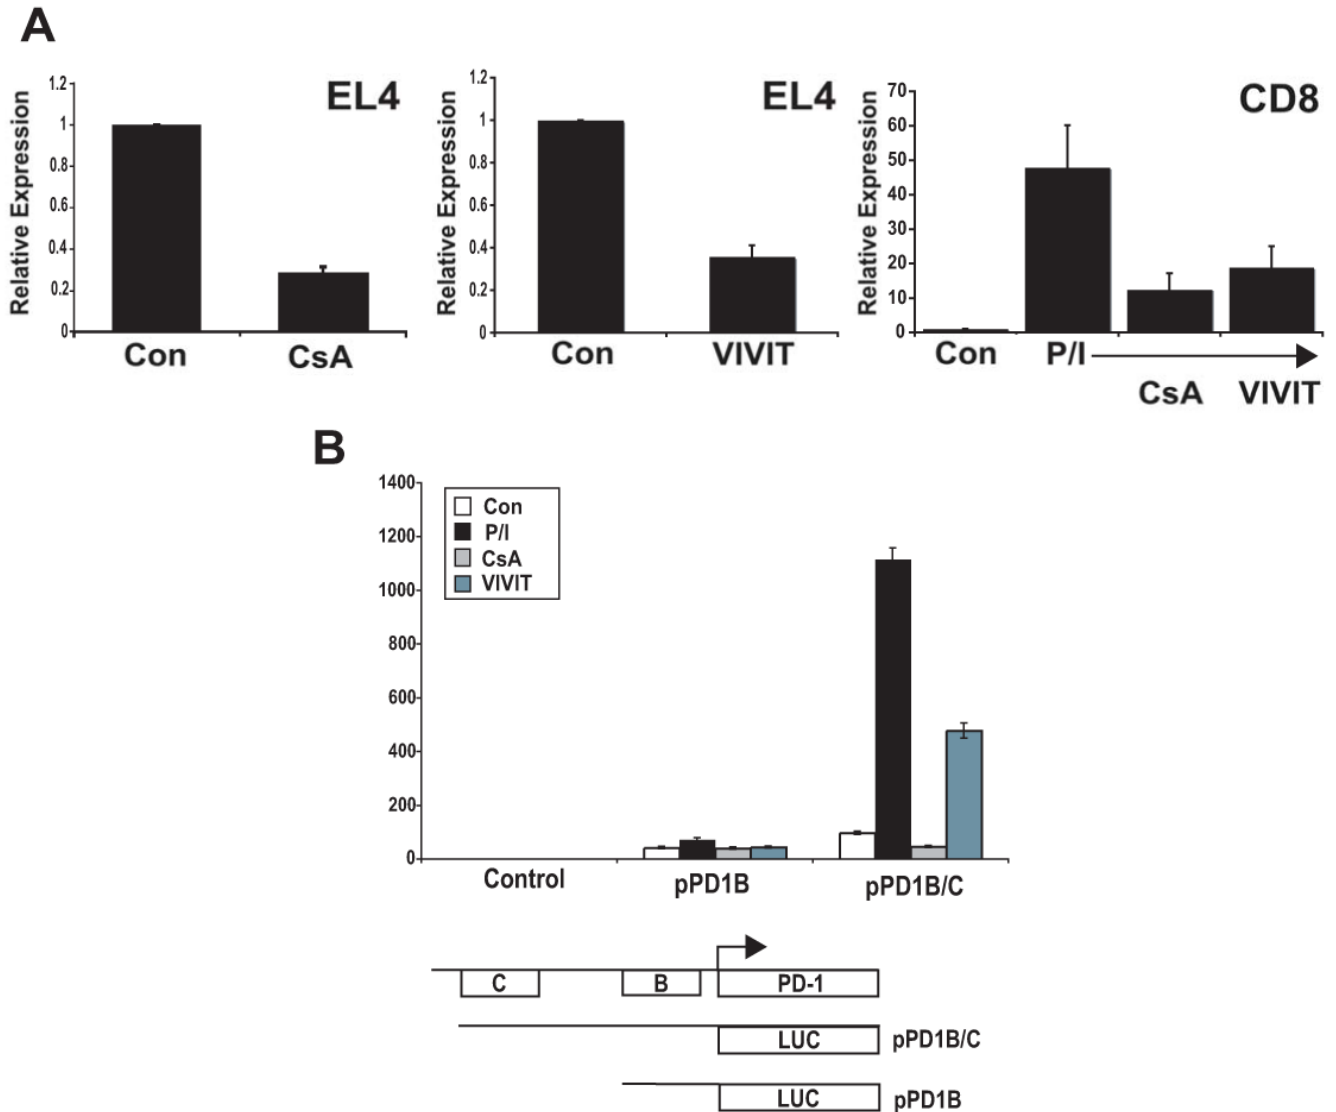 A
EL4
Relative Expression
1.2
1
0.8
0.6
0.4
0.2
0
Con
CsA
EL4
Relative Expression
1.2
1
0.8
0.6
0.4
0.2
0
Con
VIVIT
CD8
Relative Expression
70
60
50
40
30
20
10
0
Con
P/I
CsA
VIVIT
B
1400
1200
1000
800
600
400
200
0
Con
P/I
CsA
VIVIT
Control
pPD1B
pPD1B/C
C
B
PD-1
LUC
pPD1B/C
LUC
pPD1B